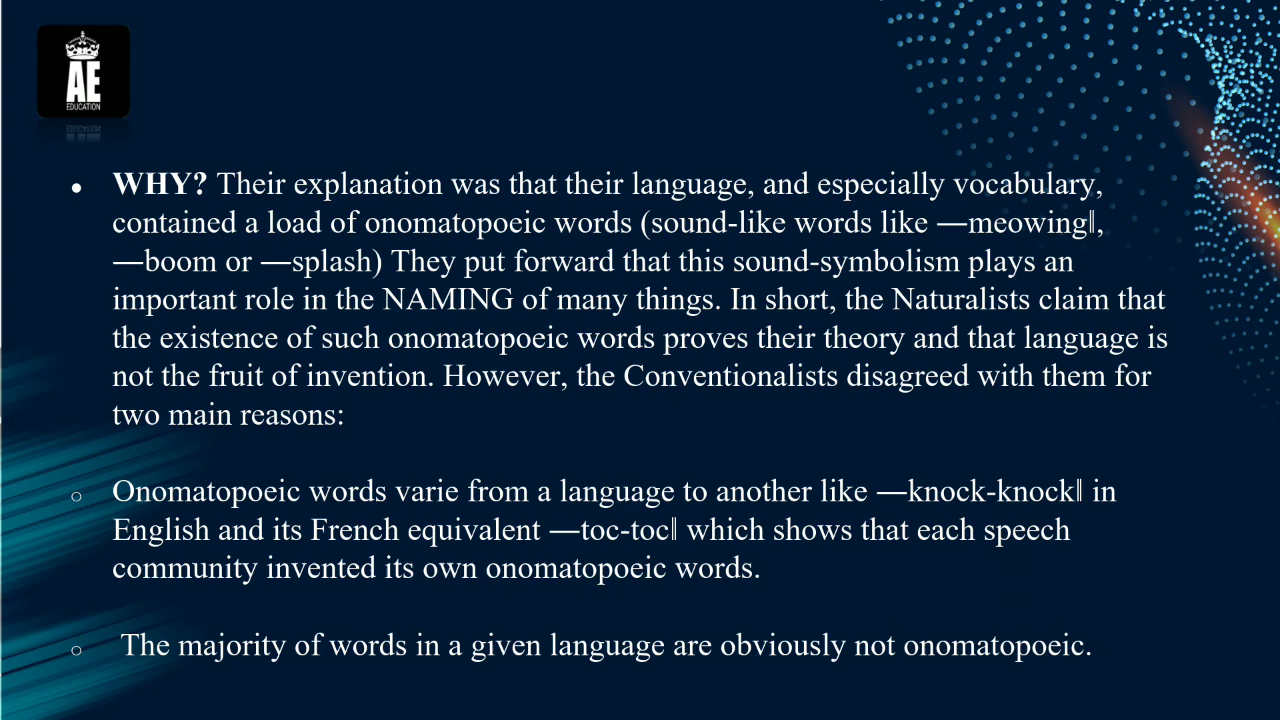 AE
EDUCATION
WHY? Their explanation was that their language, and especially vocabulary,
contained a load of onomatopoeic words (sound-like words like ―meowing‖,
―boom or ―splash) They put forward that this sound-symbolism plays an
important role in the NAMING of many things. In short, the Naturalists claim that
the existence of such onomatopoeic words proves their theory and that language is
not the fruit of invention. However, the Conventionalists disagreed with them for
two main reasons:
Onomatopoeic words varie from a language to another like ―knock-knock‖ in
English and its French equivalent ―toc-toc‖ which shows that each speech
community invented its own onomatopoeic words.
The majority of words in a given language are obviously not onomatopoeic.